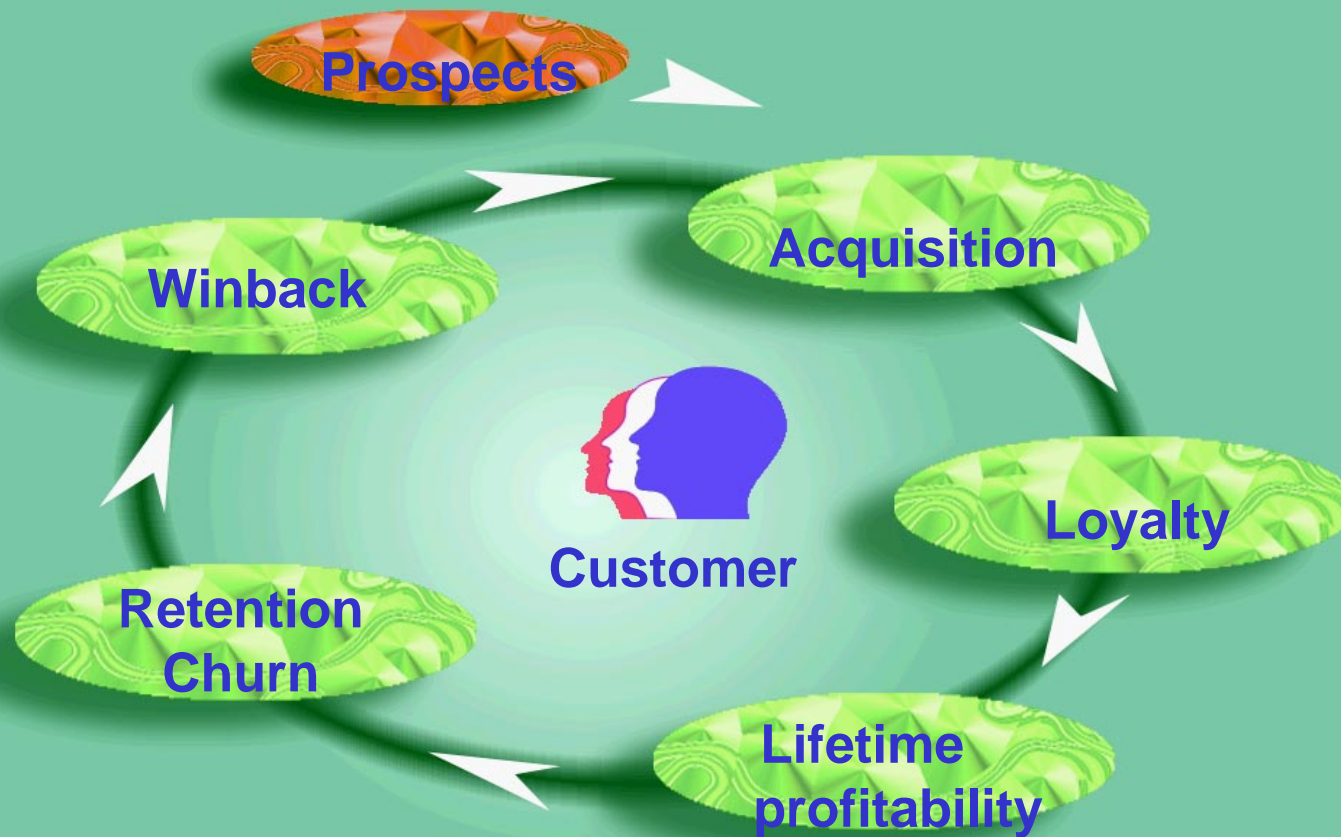 Prospects
Acquisition
Winback
Loyalty
Customer
Retention
Churn
Lifetime
profitability